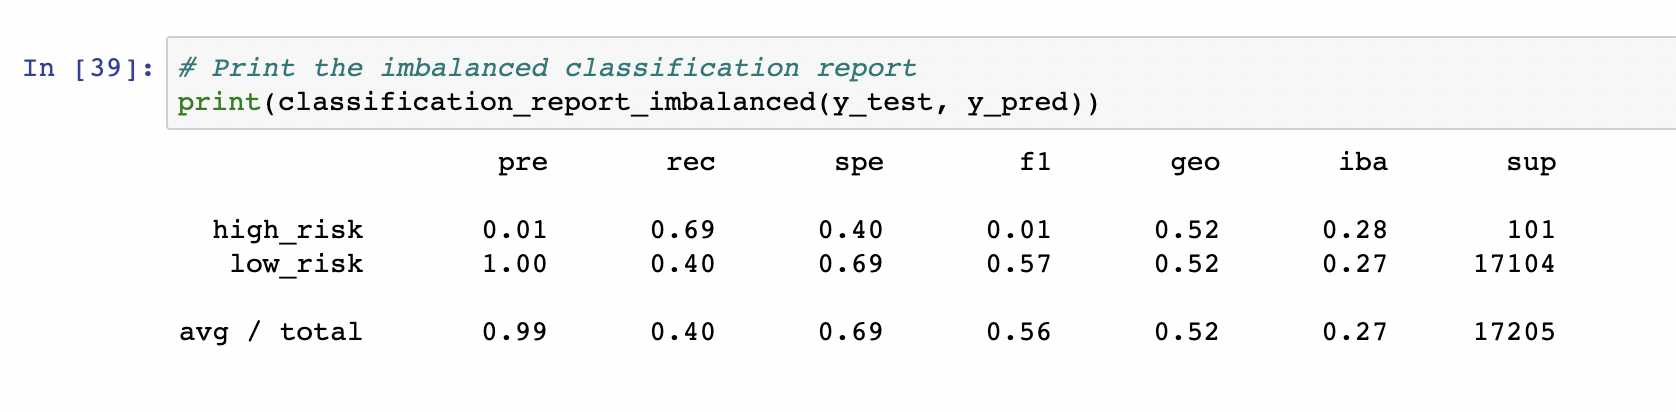 In [39]: # Print the imbalanced classification report
print(classification_report_imbalanced(y_test, y_pred))
pre rec spe f1 geo iba sup
high_risk 0.01 0.69 0.40 0.01 0.52 0.28 101
low_risk 1.00 0.40 0.69 0.57 0.52 0.27 17104
avg / total 0.99 0.40 0.69 0.56 0.52 0.27 17205